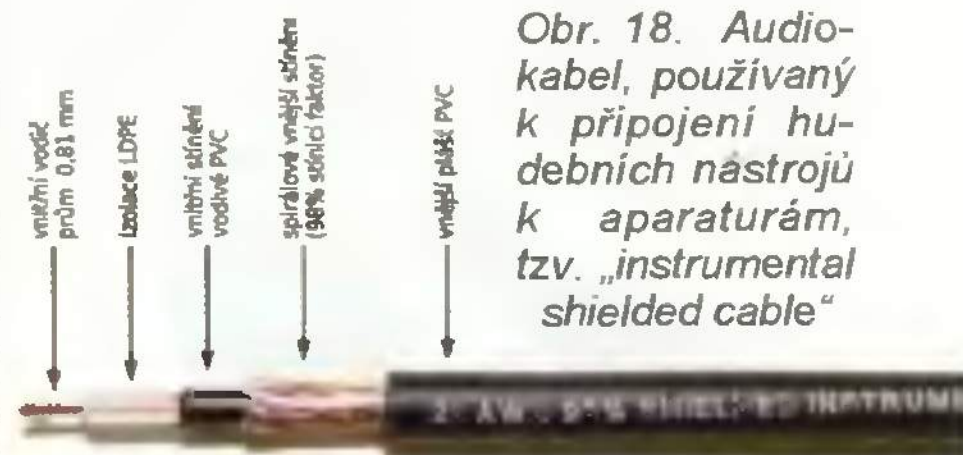 vnitřní vodič
prům 0.81 mm
Izolace LDPE
vnitřní stínění
vodivé PVC
spirálové vnější stínění
(98% stínicí faktor)
vnější plášť PVC
Obr. 18. Audio-
kabel, používaný
k připojení hu-
debních nástrojů
k aparaturám,
tzv. „instrumental
shielded cable“